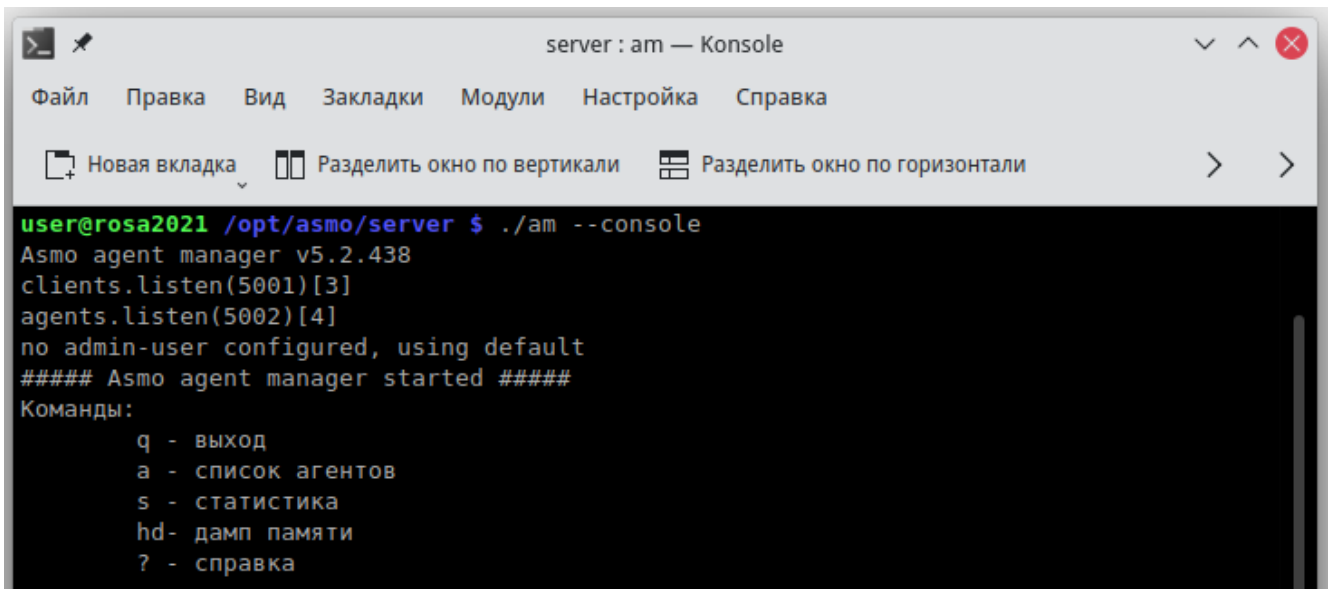 server : am — Konsole
Файл Правка Вид Закладки Модули Настройка Справка
Новая вкладка Разделить окно по вертикали Разделить окно по горизонтали
user@rosa2021 /opt/asmo/server $ ./am --console
Asmo agent manager v5.2.438
clients.listen(5001)[3]
agents.listen(5002)[4]
no admin-user configured, using default
##### Asmo agent manager started #####
Команды:
q - выход
a - список агентов
s - статистика
hd- дамп памяти
? - справка